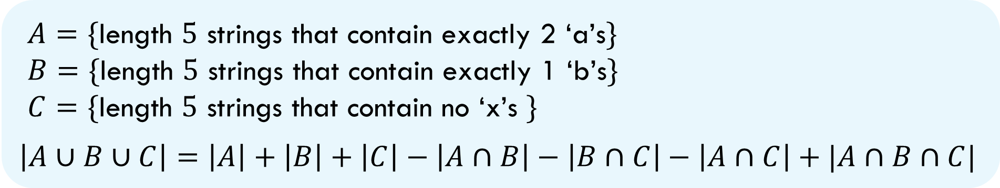 A = {length 5 strings that contain exactly 2 ‘a’s}
B = {length 5 strings that contain exactly 1 ‘b’s}
C = {length 5 strings that contain no ‘x’s }
|A ∪ B ∪ C| = |A| + |B| + |C| − |A ∩ B| − |B ∩ C| − |A ∩ C| + |A ∩ B ∩ C|